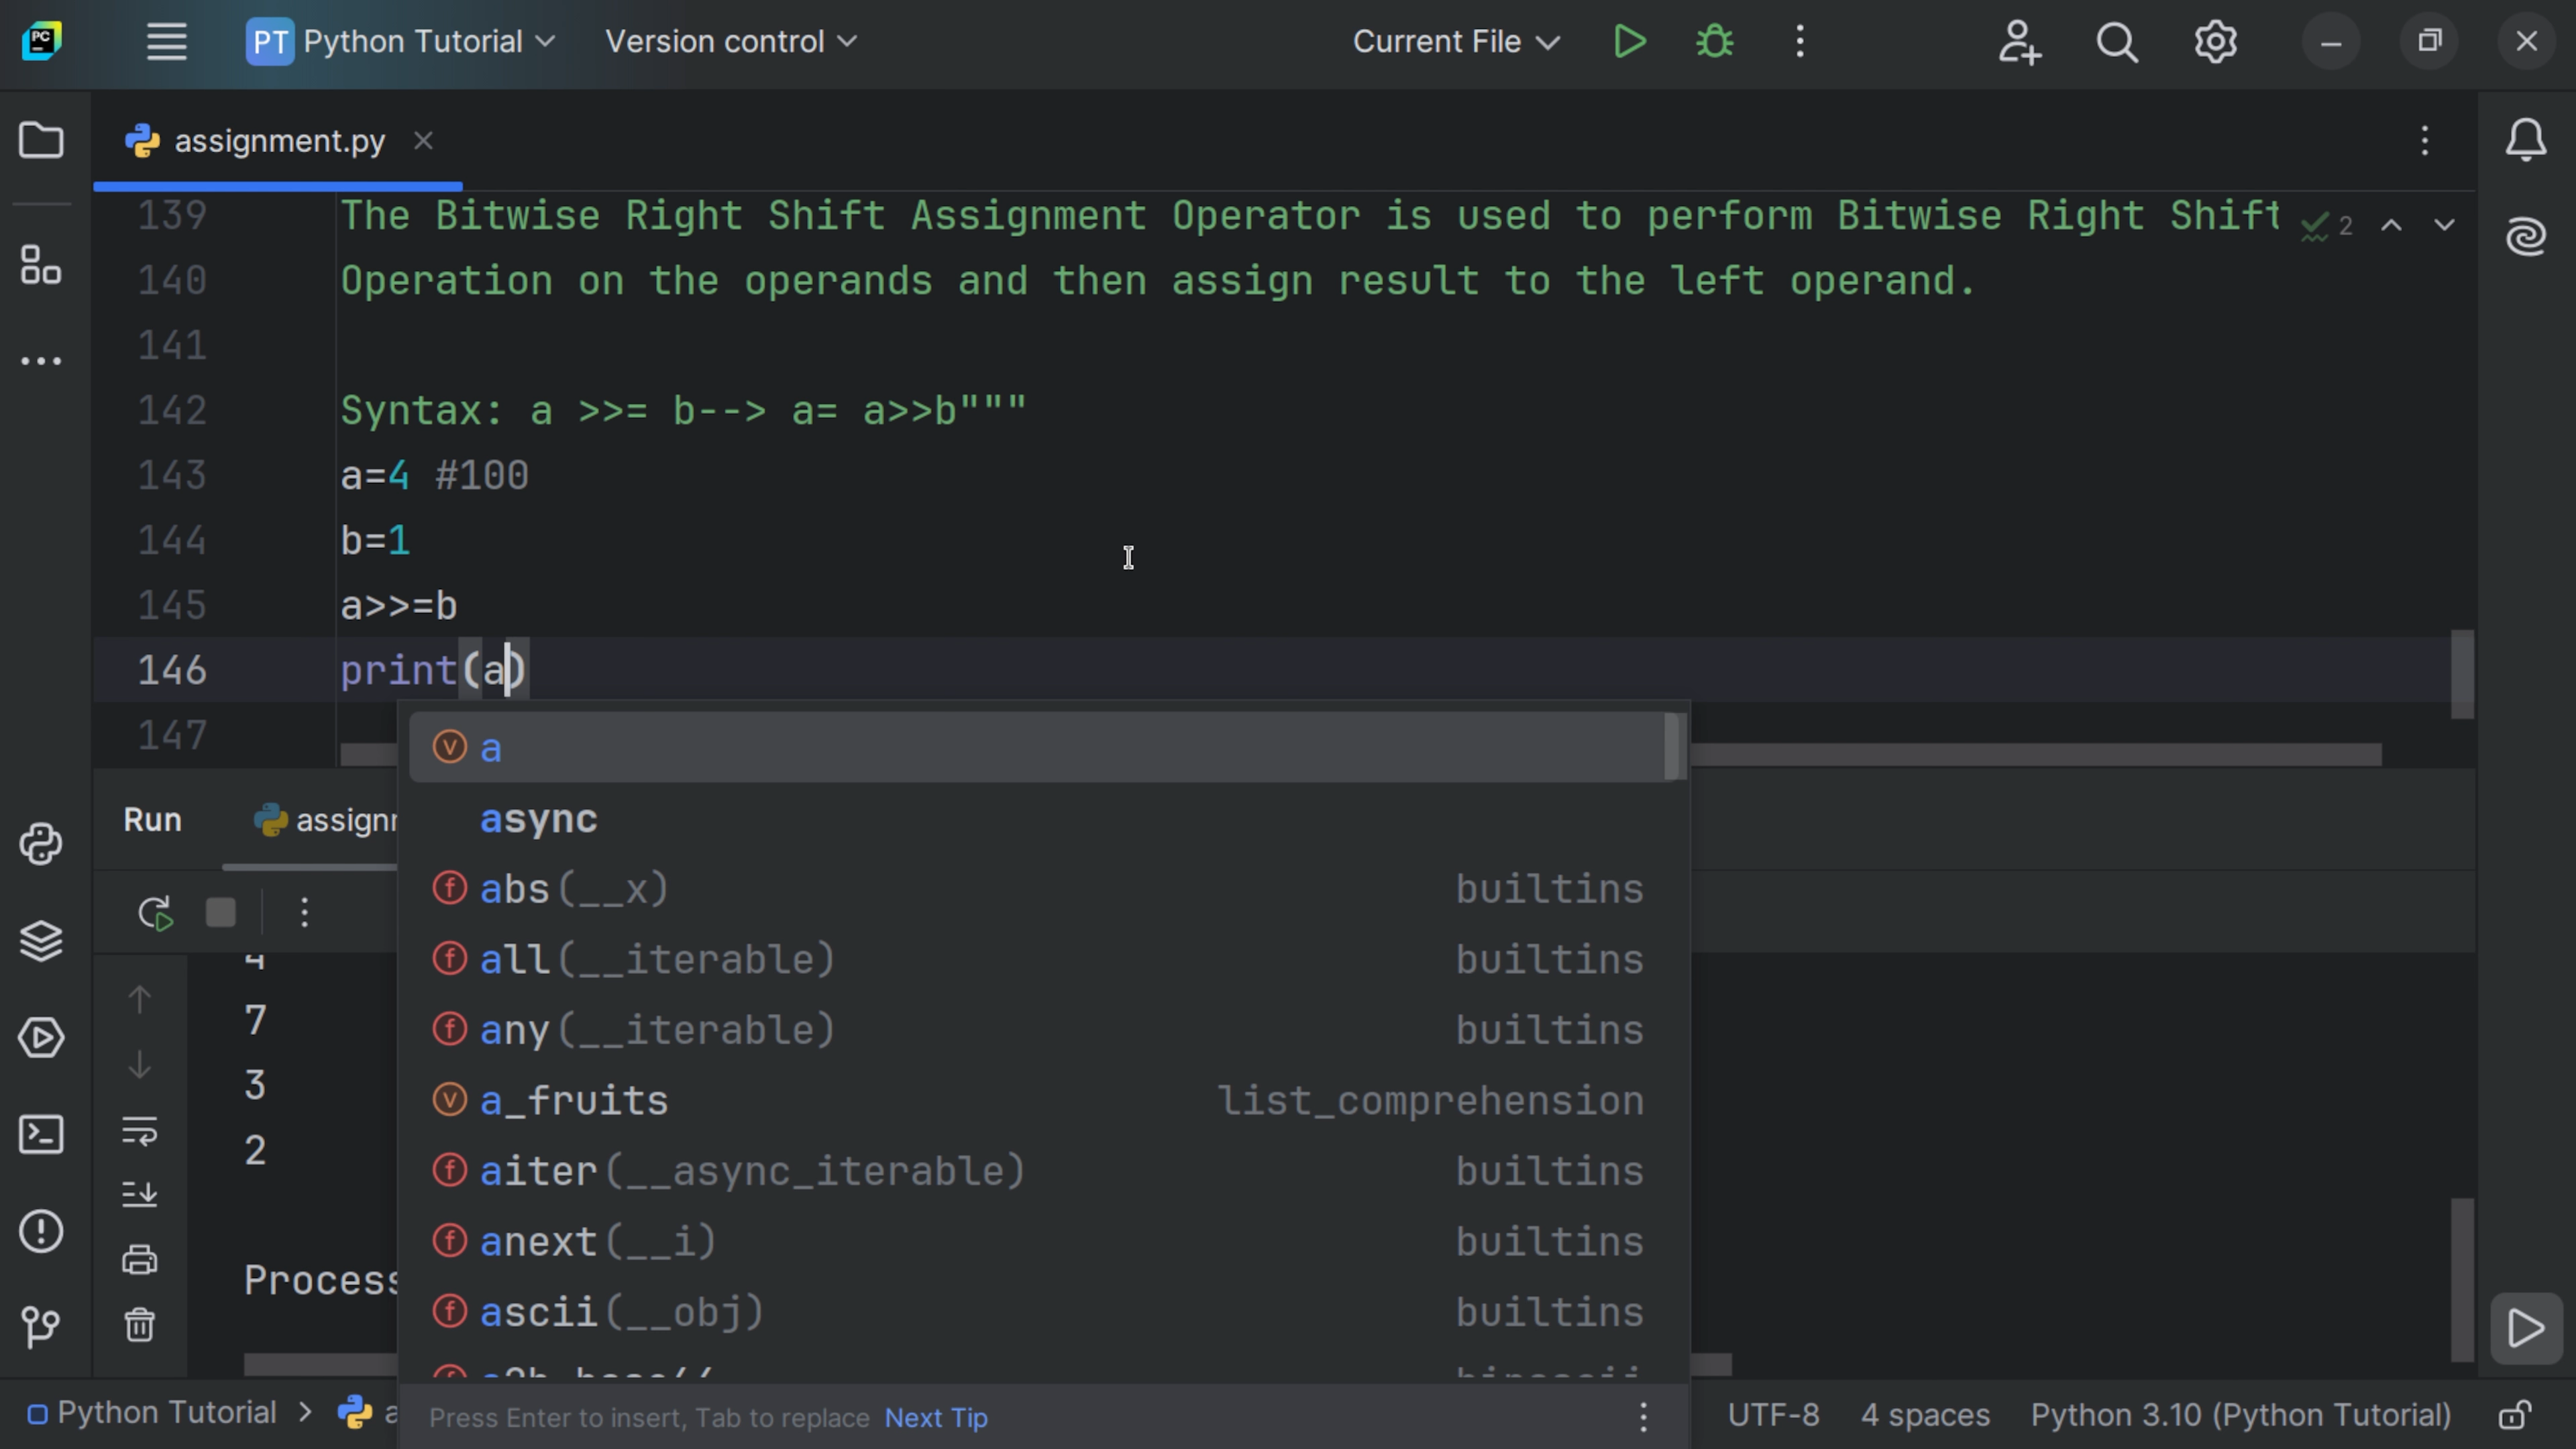 PC
PT Python Tutorial
Version control
Current File
assignment.py
139 The Bitwise Right Shift Assignment Operator is used to perform Bitwise Right Shift
2
140 Operation on the operands and then assign result to the left operand.
141
142 Syntax: a >>= b--> a= a>>b"""
143 a=4 #100
144 b=1
145 a>>=b
146 print(a)
147
a
async
abs(__x) builtins
all(__iterable) builtins
any(__iterable) builtins
a_fruits list_comprehension
aiter(__async_iterable) builtins
anext(__i) builtins
ascii(__obj) builtins
Press Enter to insert, Tab to replace Next Tip
Run
4
7
3
2
Process
Python Tutorial >
UTF-8 4 spaces Python 3.10 (Python Tutorial)